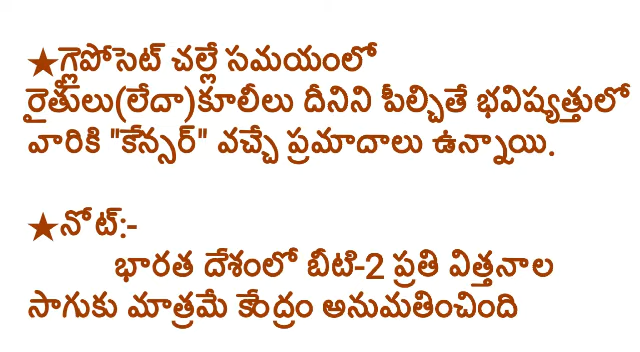 ★గ్లైపోసెట్ చల్లే సమయంలో
రైతులు(లేదా)కూలీలు దీనిని పీల్చితే భవిష్యత్తులో
వారికి "కేన్సర్" వచ్చే ప్రమాదాలు ఉన్నాయి.
★నోట్:-
భారత దేశంలో బీటి-2 ప్రతి విత్తనాల
సాగుకు మాత్రమే కేంద్రం అనుమతించింది